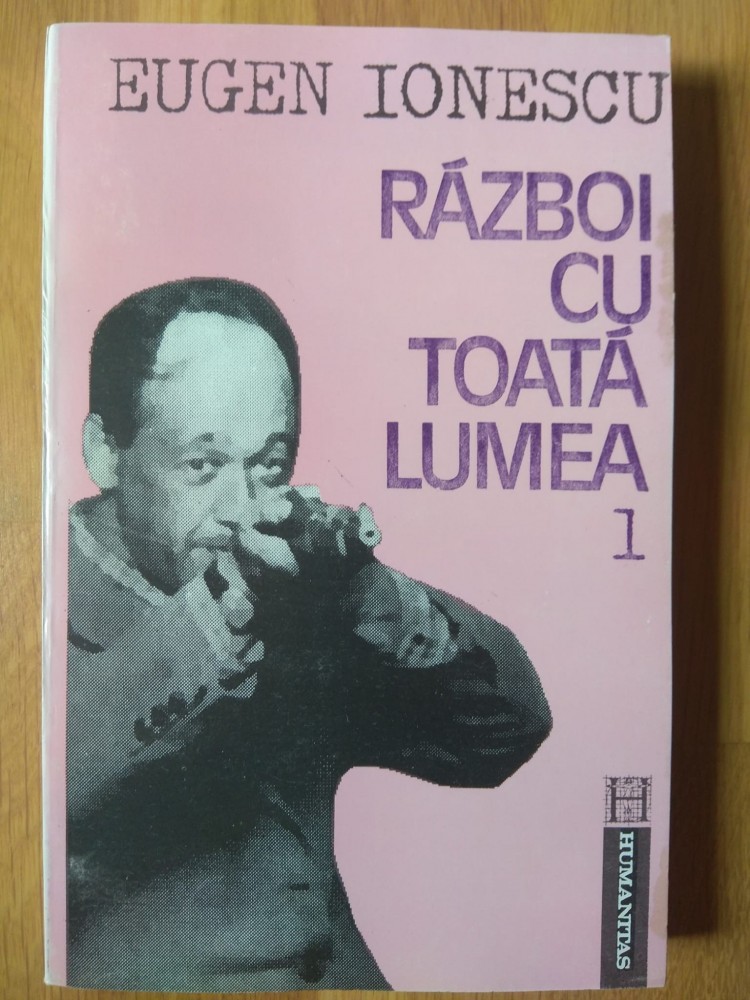 EUGEN IONESCU
RÁZBOI
CU
TOATÁ
LUMEA
1
H
HUMANITAS